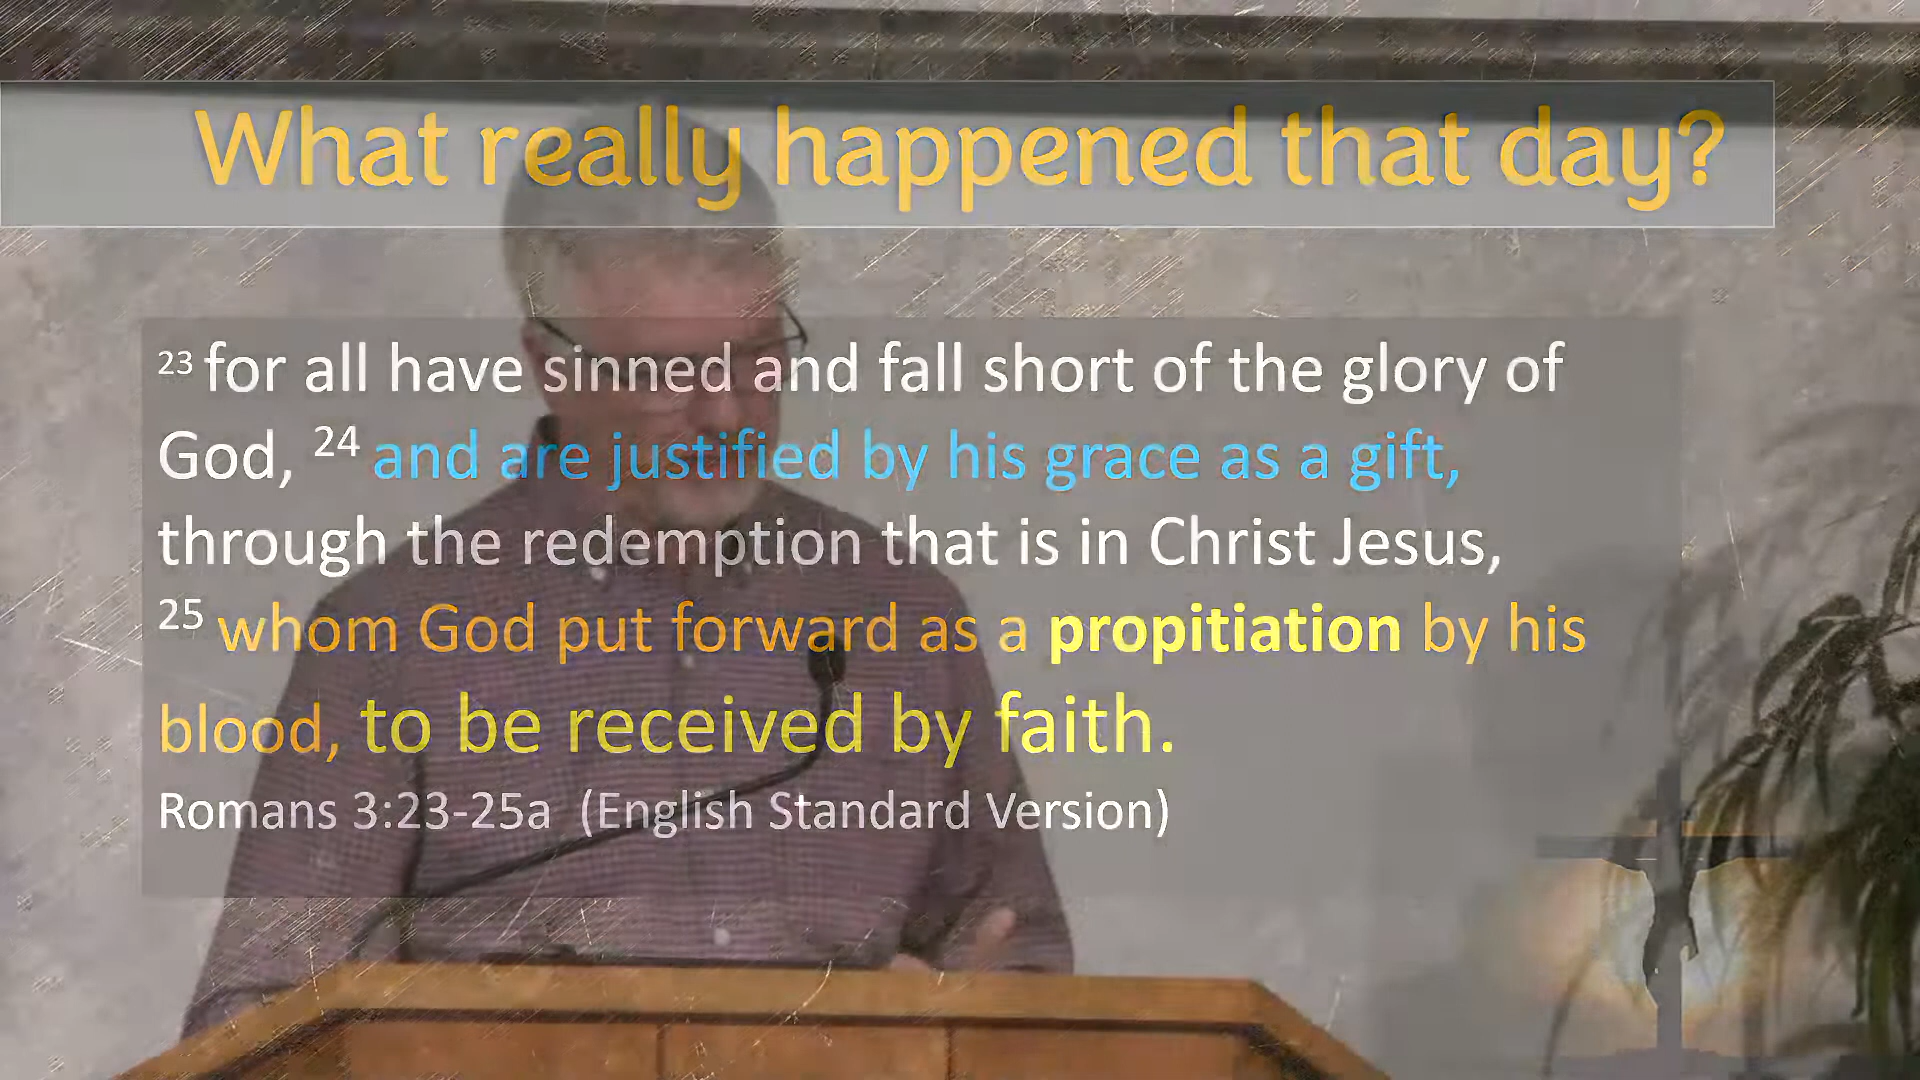 What really happened that day?
23 for all have sinned and fall short of the glory of
God, 24 and are justified by his grace as a gift,
through the redemption that is in Christ Jesus,
25 whom God put forward as a propitiation by his
blood, to be received by faith.
Romans 3:23-25a (English Standard Version)